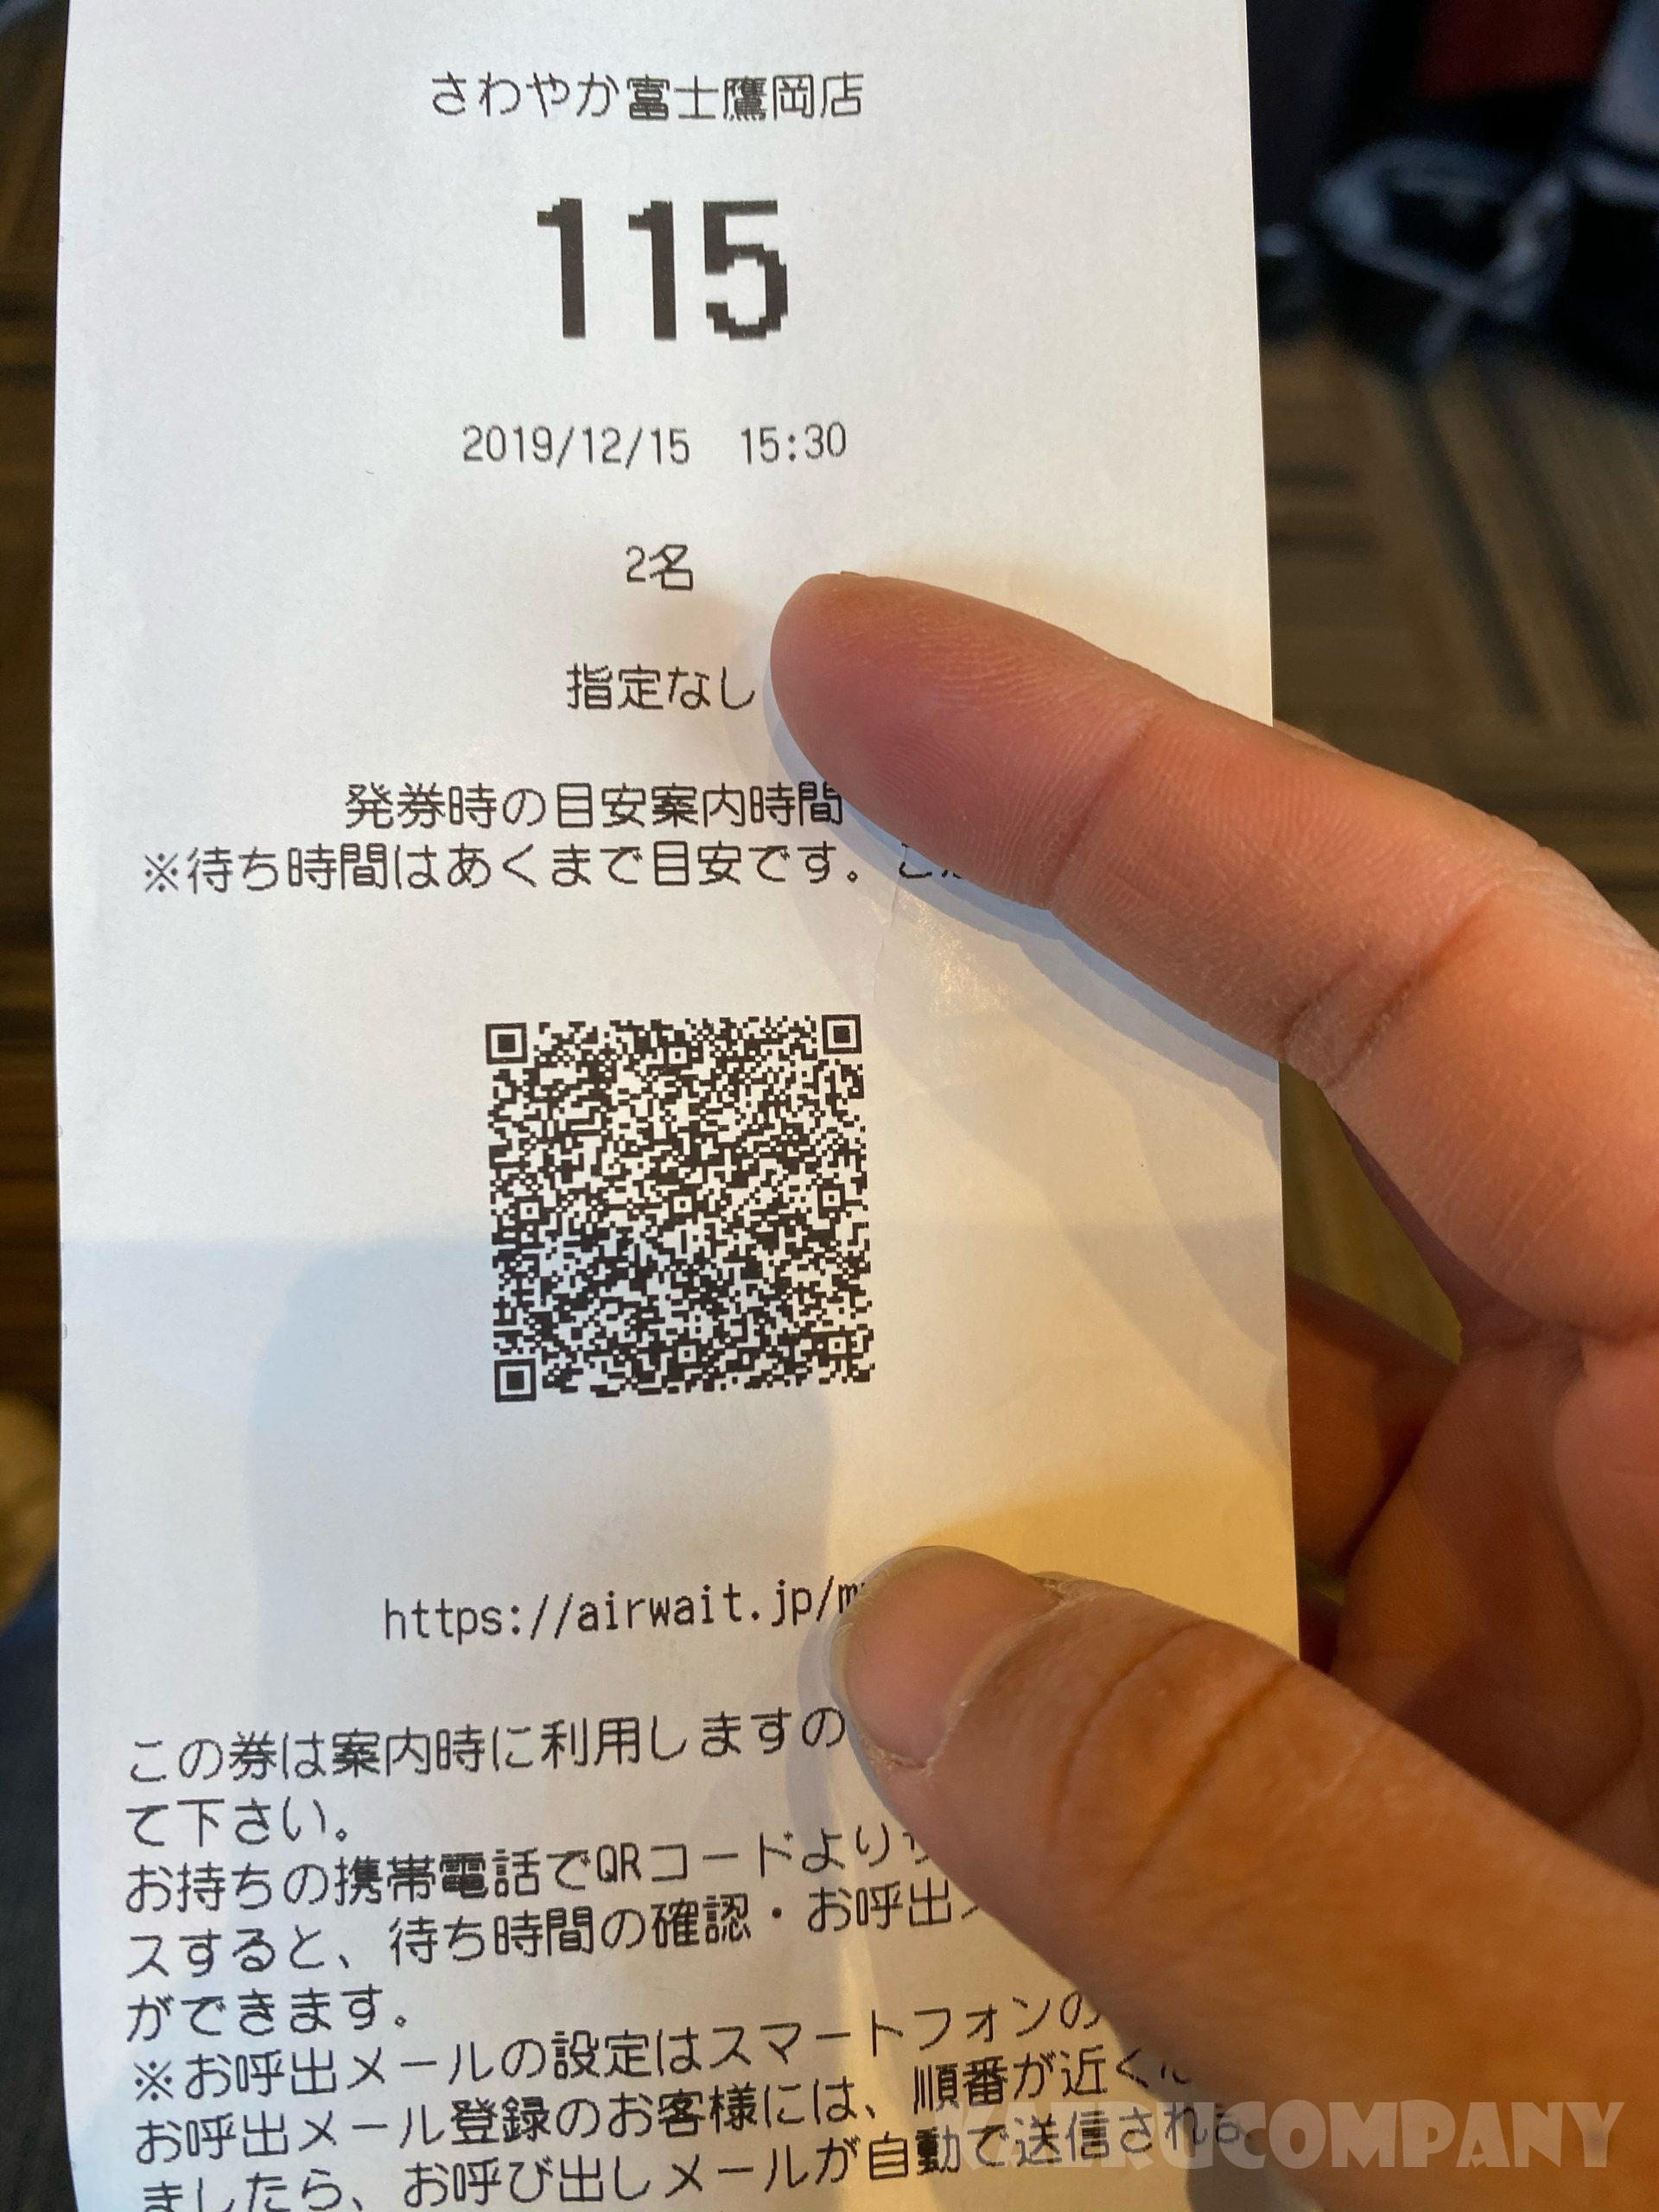 さわやか富士鷹岡店
115
2019/12/15 15:30
2名
指定なし
発券時の目安案内時間
※待ち時間はあくまで目安です。
https://airwait.jp/m
この券は案内時に利用しますの
て下さい。
お持ちの携帯電話でQRコードより
スすると、待ち時間の確認・お呼出
ができます。
※お呼出メールの設定はスマートフォンの
お呼出メール登録のお客様には、順番が近く
ましたら、お呼び出しメールが自動で送信される
KAIRUCOMPANY